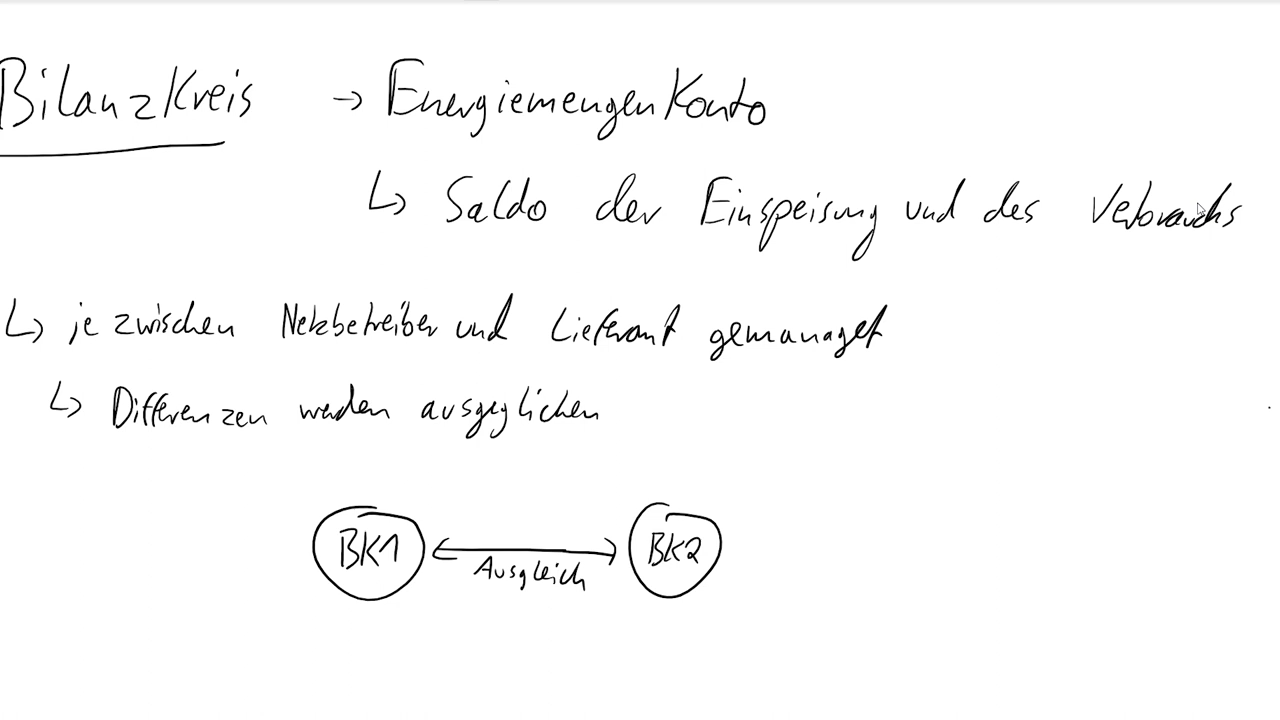 Bilanzkreis → Energiemengenkonto
↳ Saldo der Einspeisung und des Verbrauchs
↳ je zwischen Netzbetreiber und Lieferant gemanaget
↳ Differenzen werden ausgeglichen
BK1 ↔ BK2
Ausgleich